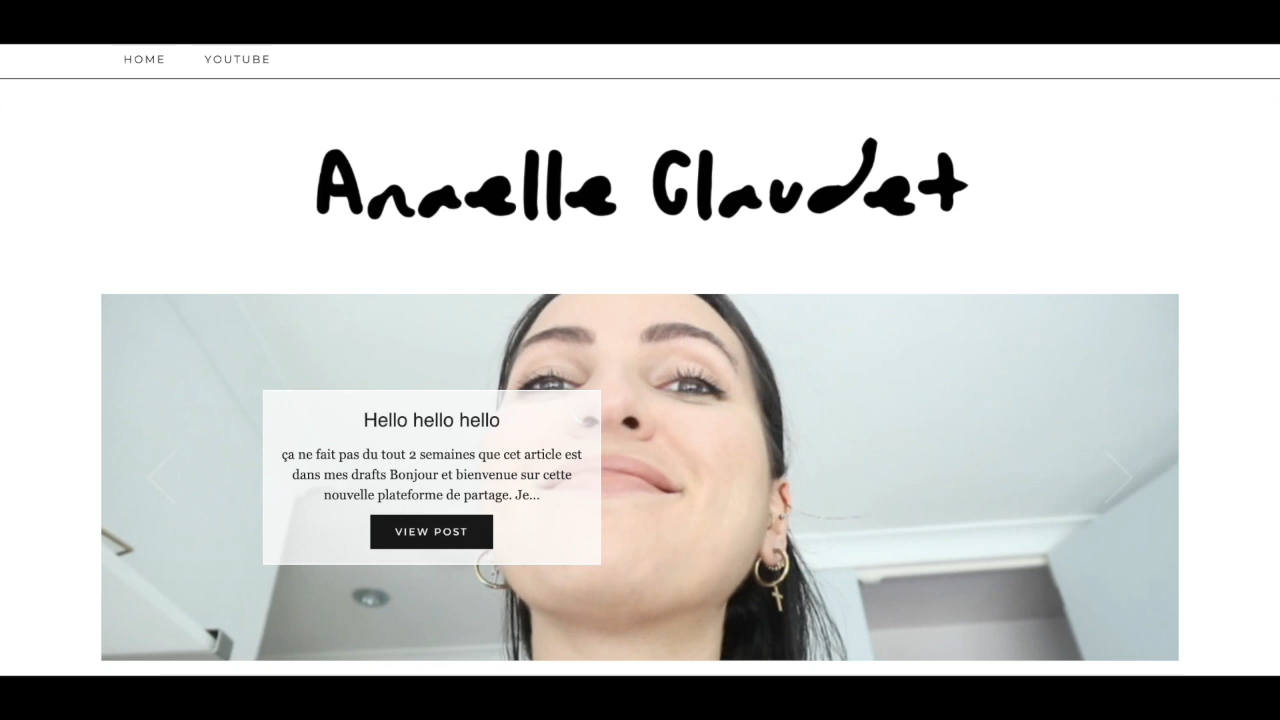 HOME YOUTUBE
Anaelle Claudet
Hello hello hello
ça ne fait pas du tout 2 semaines que cet article est
dans mes drafts Bonjour et bienvenue sur cette
nouvelle plateforme de partage. Je...
VIEW POST